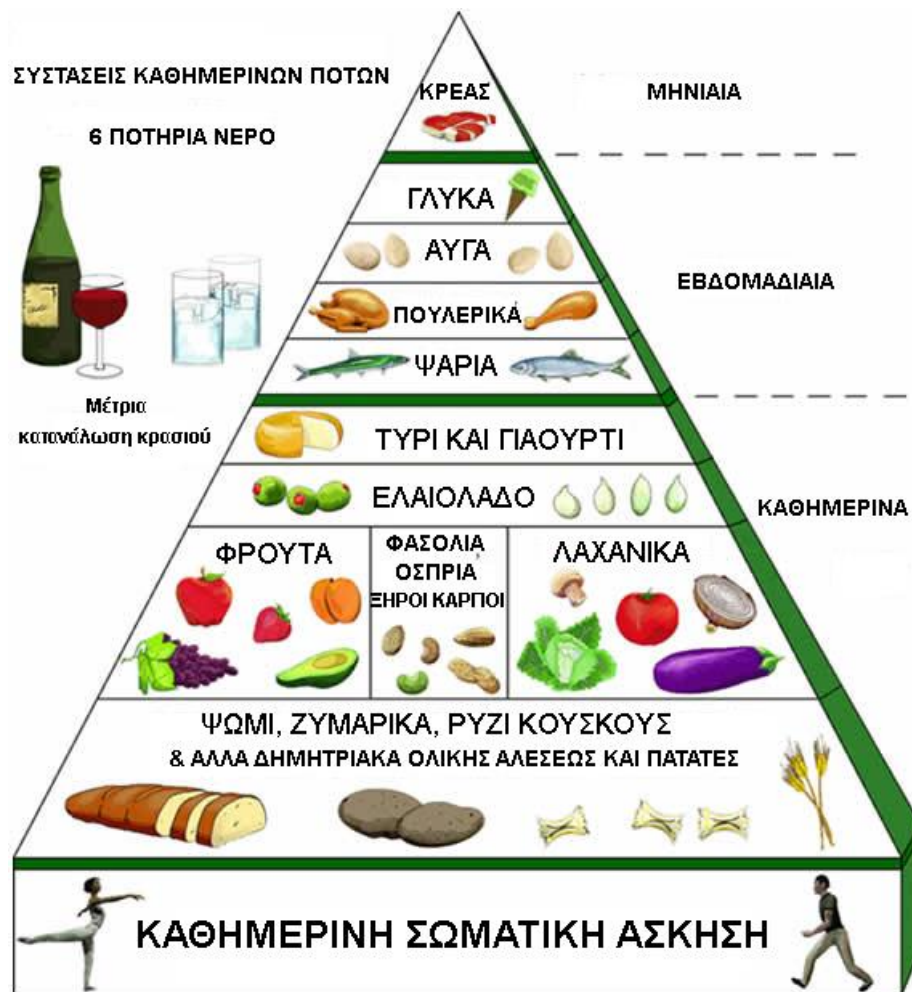 ΣΥΣΤΑΣΕΙΣ ΚΑΘΗΜΕΡΙΝΩΝ ΠΟΤΩΝ
6 ΠΟΤΗΡΙΑ ΝΕΡΟ
Μέτρια
κατανάλωση κρασιού
ΚΡΕΑΣ
ΜΗΝΙΑΙΑ
ΓΛΥΚΑ
ΑΥΓΑ
ΠΟΥΛΕΡΙΚΆ
ΨΑΡΙΑ
ΕΒΔΟΜΑΔΙΑΙΑ
ΤΥΡΙ ΚΑΙ ΓΙΑΟΥΡΤΙ
ΕΛΑΙΟΛΑΔΟ
ΚΑΘΗΜΕΡΙΝΑ
ΦΡΟΥΤΑ
ΦΑΣΟΛΙΑ,
ΟΣΠΡΙΑ
ΞΗΡΟΙ ΚΑΡΠΟΙ
ΛΑΧΑΝΙΚΑ
ΨΩΜΙ, ΖΥΜΑΡΙΚΑ, ΡΥΖΙ ΚΟΥΣΚΟΥΣ
& ΑΛΛΑ ΔΗΜΗΤΡΙΑΚΑ ΟΛΙΚΗΣ ΑΛΕΣΕΩΣ ΚΑΙ ΠΑΤΑΤΕΣ
ΚΑΘΗΜΕΡΙΝΗ ΣΩΜΑΤΙΚΗ ΑΣΚΗΣΗ